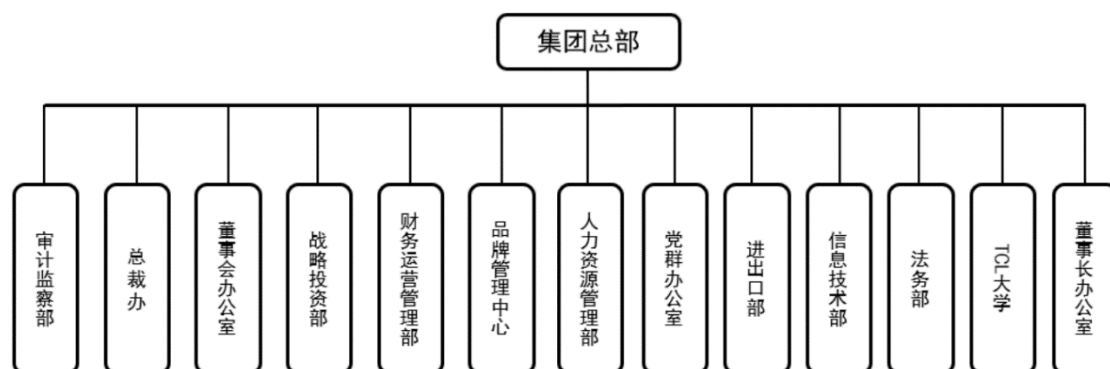 集团总部
审计监察部
总裁办
董事会办公室
战略投资部
财务运营管理部
品牌管理中心
人力资源管理部
党群办公室
进出口部
信息技术部
法务部
TCL大学
董事长办公室